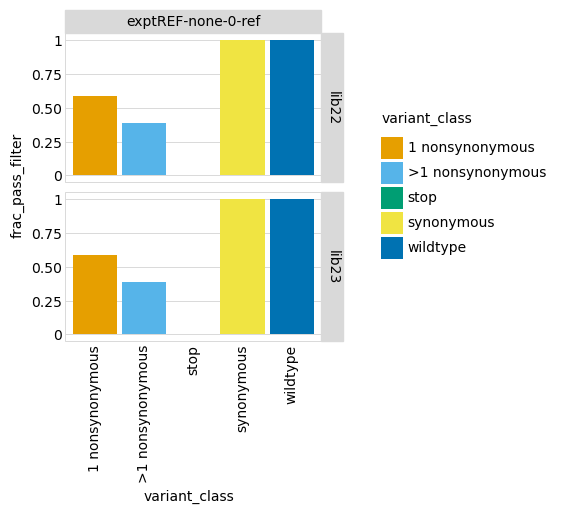 exptREF-none-0-ref
frac_pass_filter
1
0.75
0.50
0.25
0
lib22
1
0.75
0.50
0.25
0
lib23
1 nonsynonymous
>1 nonsynonymous
stop
synonymous
wildtype
variant_class
variant_class
1 nonsynonymous
>1 nonsynonymous
stop
synonymous
wildtype